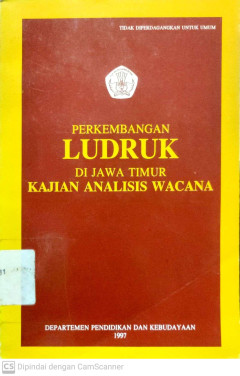 TIDAK DIPERDAGANGKAN UNTUK UMUM
PERKEMBANGAN
LUDRUK
DI JAWA TIMUR
KAJIAN ANALISIS WACANA
DEPARTEMEN PENDIDIKAN DAN KEBUDAYAAN
1997
CS Dipindai dengan CamScanner